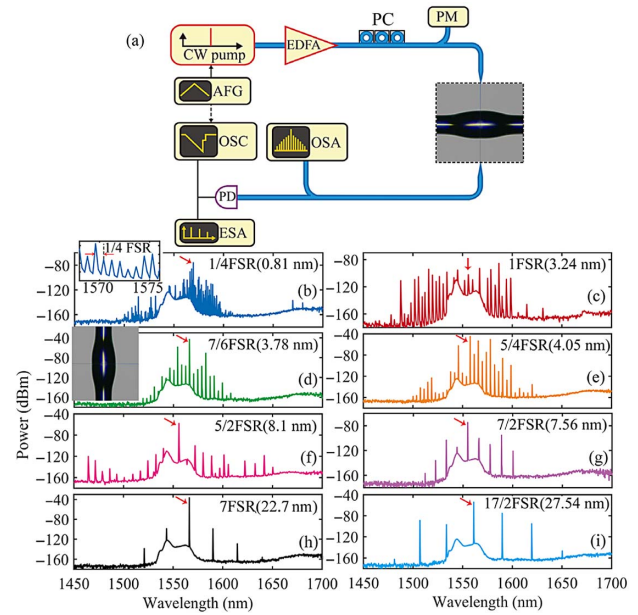 (a)
CW pump
EDFA
PC
PM
AFG
OSC
OSA
PD
ESA
1/4 FSR
1570 1575
1/4FSR(0.81 nm)
(b)
1FSR(3.24 nm)
(c)
7/6FSR(3.78 nm)
(d)
5/4FSR(4.05 nm)
(e)
5/2FSR(8.1 nm)
(f)
7/2FSR(7.56 nm)
(g)
7FSR(22.7 nm)
(h)
17/2FSR(27.54 nm)
(i)
Power (dBm)
−80
−120
−160
−80
−120
−160
−80
−120
−160
−80
−120
−160
−80
−120
−160
−80
−120
−160
−80
−120
−160
−40
−80
−120
−160
1450 1500 1550 1600 1650 1700
1450 1500 1550 1600 1650 1700
Wavelength (nm)
Wavelength (nm)